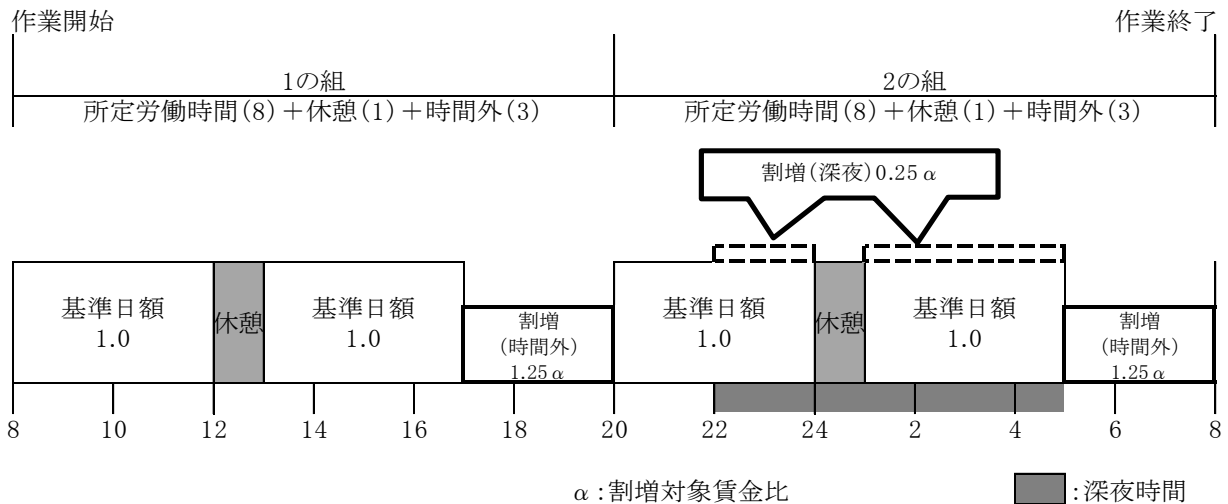 作業開始
作業終了
1の組
2の組
所定労働時間(8)＋休憩(1)＋時間外(3)
所定労働時間(8)＋休憩(1)＋時間外(3)
割増(深夜)0.25α
基準日額
1.0
休憩
基準日額
1.0
割増
(時間外)
1.25α
基準日額
1.0
休憩
基準日額
1.0
割増
(時間外)
1.25α
8 10 12 14 16 18 20 22 24 2 4 6 8
α:割増対象賃金比
:深夜時間